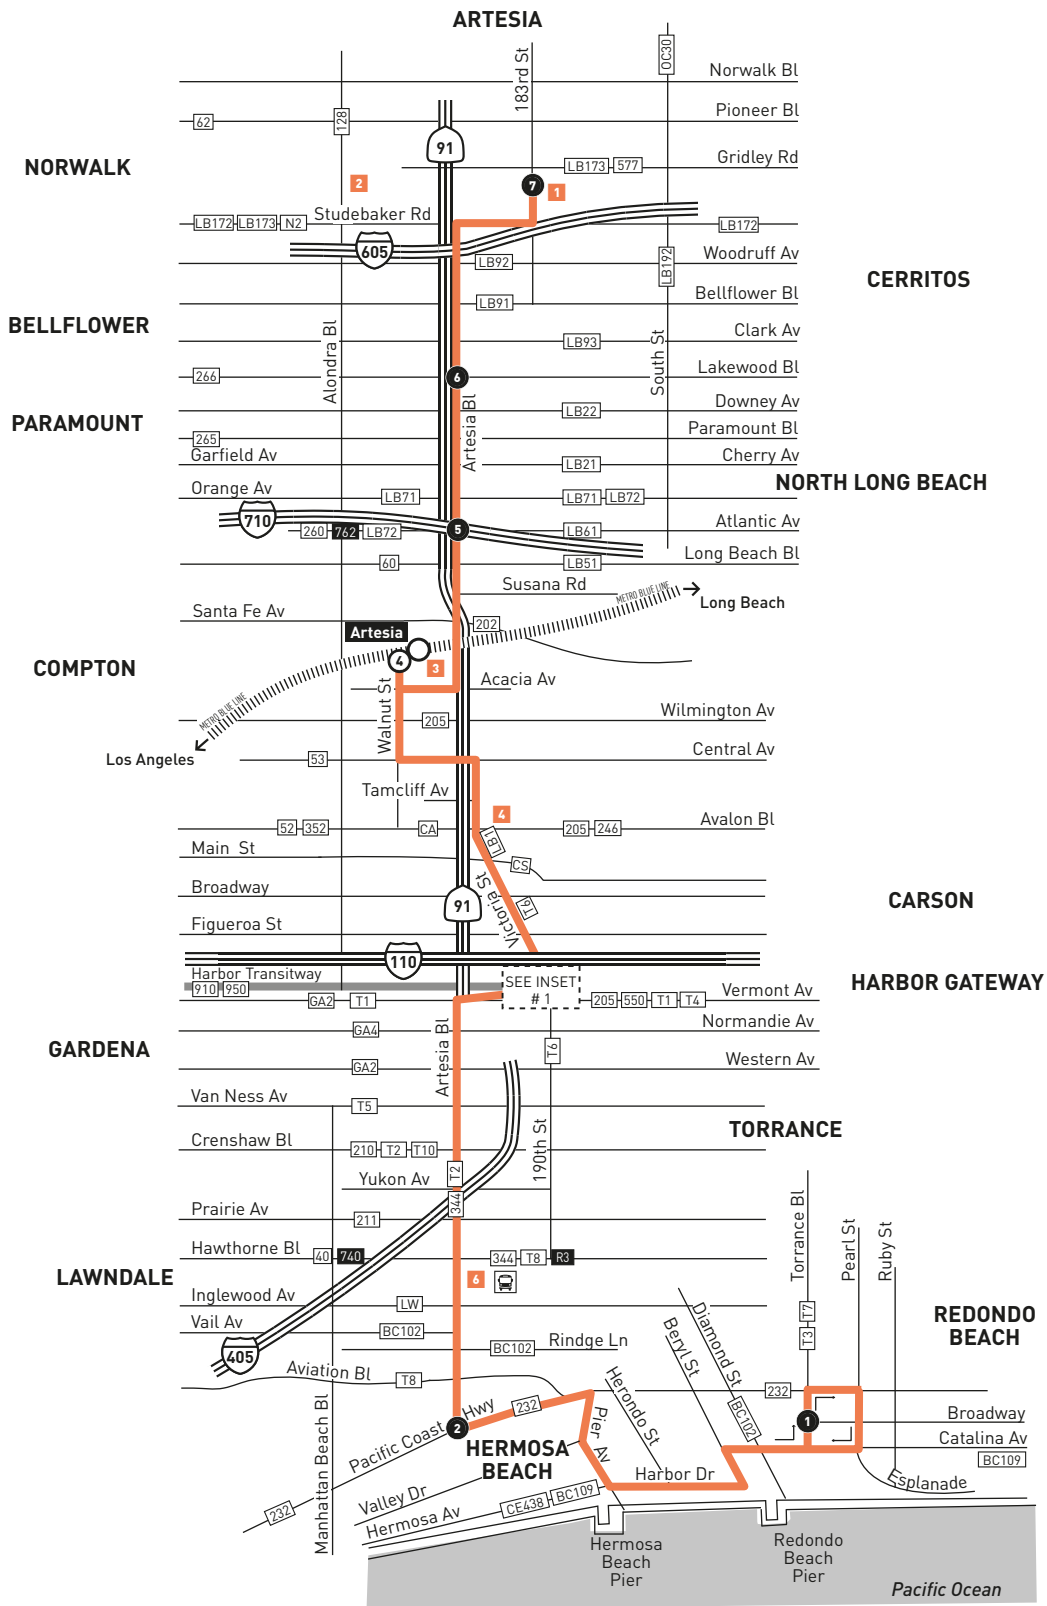 ARTESIA
183rd St
OC30
Norwalk Bl
Pioneer Bl
62
128
91
NORWALK
Gridley Rd
LB173
577
2
7
1
LB172
LB173
N2
Studebaker Rd
LB172
605
LB92
LB192
Woodruff Av
CERRITOS
LB91
Bellflower Bl
BELLFLOWER
Alondra Bl
South St
LB93
Clark Av
266
6
Lakewood Bl
PARAMOUNT
Artesia Bl
LB22
Downey Av
265
Paramount Bl
Garfield Av
LB21
Cherry Av
NORTH LONG BEACH
Orange Av
LB71
LB71
LB72
710
260
762
LB72
5
LB61
Atlantic Av
60
LB51
Long Beach Bl
Susana Rd
METRO BLUE LINE
Long Beach
Santa Fe Av
202
Artesia
4
3
COMPTON
Acacia Av
METRO BLUE LINE
Walnut St
205
Wilmington Av
Los Angeles
53
Central Av
Tamcliff Av
4
52
352
CA
LB1
205
246
Avalon Bl
Main St
CS
Broadway
91
Victoria St
T6
CARSON
Figueroa St
110
Harbor Transitway
910
950
SEE INSET
# 1
HARBOR GATEWAY
GA2
T1
205
550
T1
T4
Vermont Av
GA4
Normandie Av
GARDENA
Artesia Bl
T6
GA2
Western Av
Van Ness Av
T5
TORRANCE
Crenshaw Bl
210
T2
T10
190th St
T2
Yukon Av
344
Prairie Av
211
Hawthorne Bl
40
740
344
T8
R3
Torrance Bl
Pearl St
Ruby St
LAWNDALE
6
Inglewood Av
LW
Vail Av
BC102
T7
T3
REDONDO
BEACH
405
BC102
Rindge Ln
Diamond St
Beryl St
Aviation Bl
T8
Herondo St
232
Manhattan Beach Bl
Pacific Coast Hwy
232
2
Pier Av
BC102
1
Broadway
Catalina Av
BC109
HERMOSA
BEACH
Harbor Dr
Esplanade
232
Valley Dr
Hermosa Av
CE438
BC109
Hermosa
Beach
Pier
Redondo
Beach
Pier
Pacific Ocean